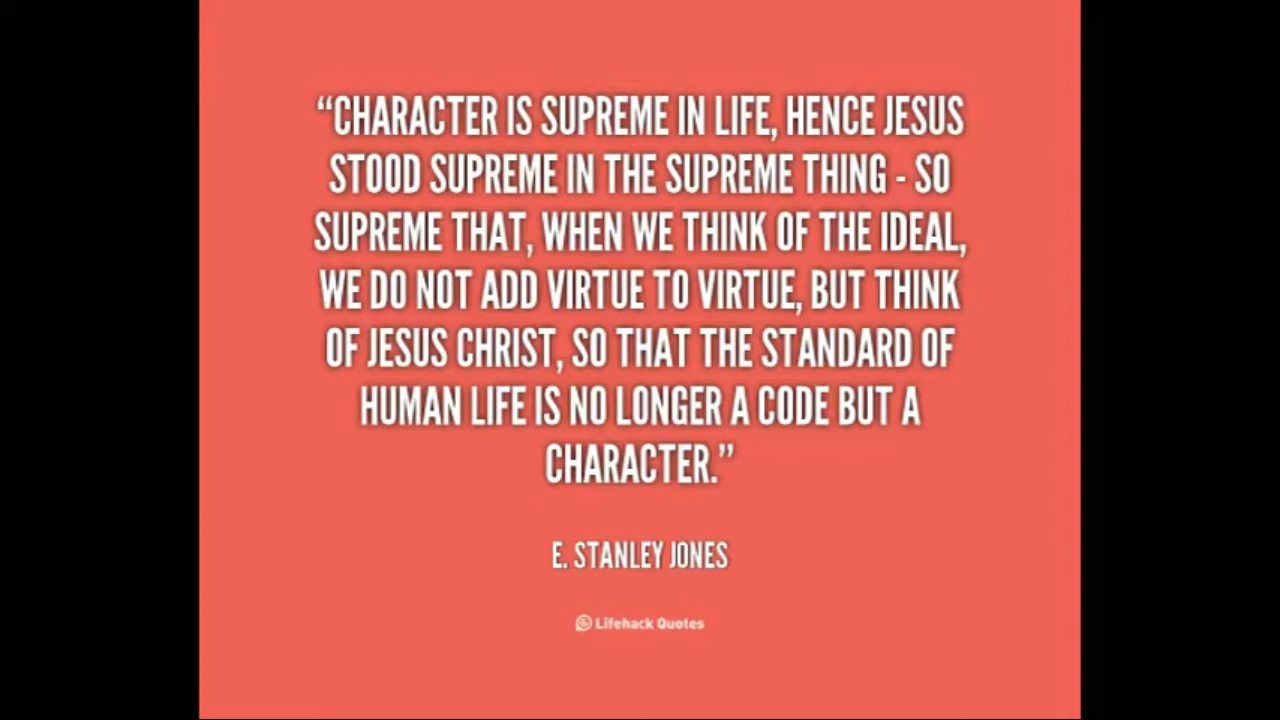 “CHARACTER IS SUPREME IN LIFE, HENCE JESUS
STOOD SUPREME IN THE SUPREME THING - SO
SUPREME THAT, WHEN WE THINK OF THE IDEAL,
WE DO NOT ADD VIRTUE TO VIRTUE, BUT THINK
OF JESUS CHRIST, SO THAT THE STANDARD OF
HUMAN LIFE IS NO LONGER A CODE BUT A
CHARACTER.”
E. STANLEY JONES
Lifehack Quotes